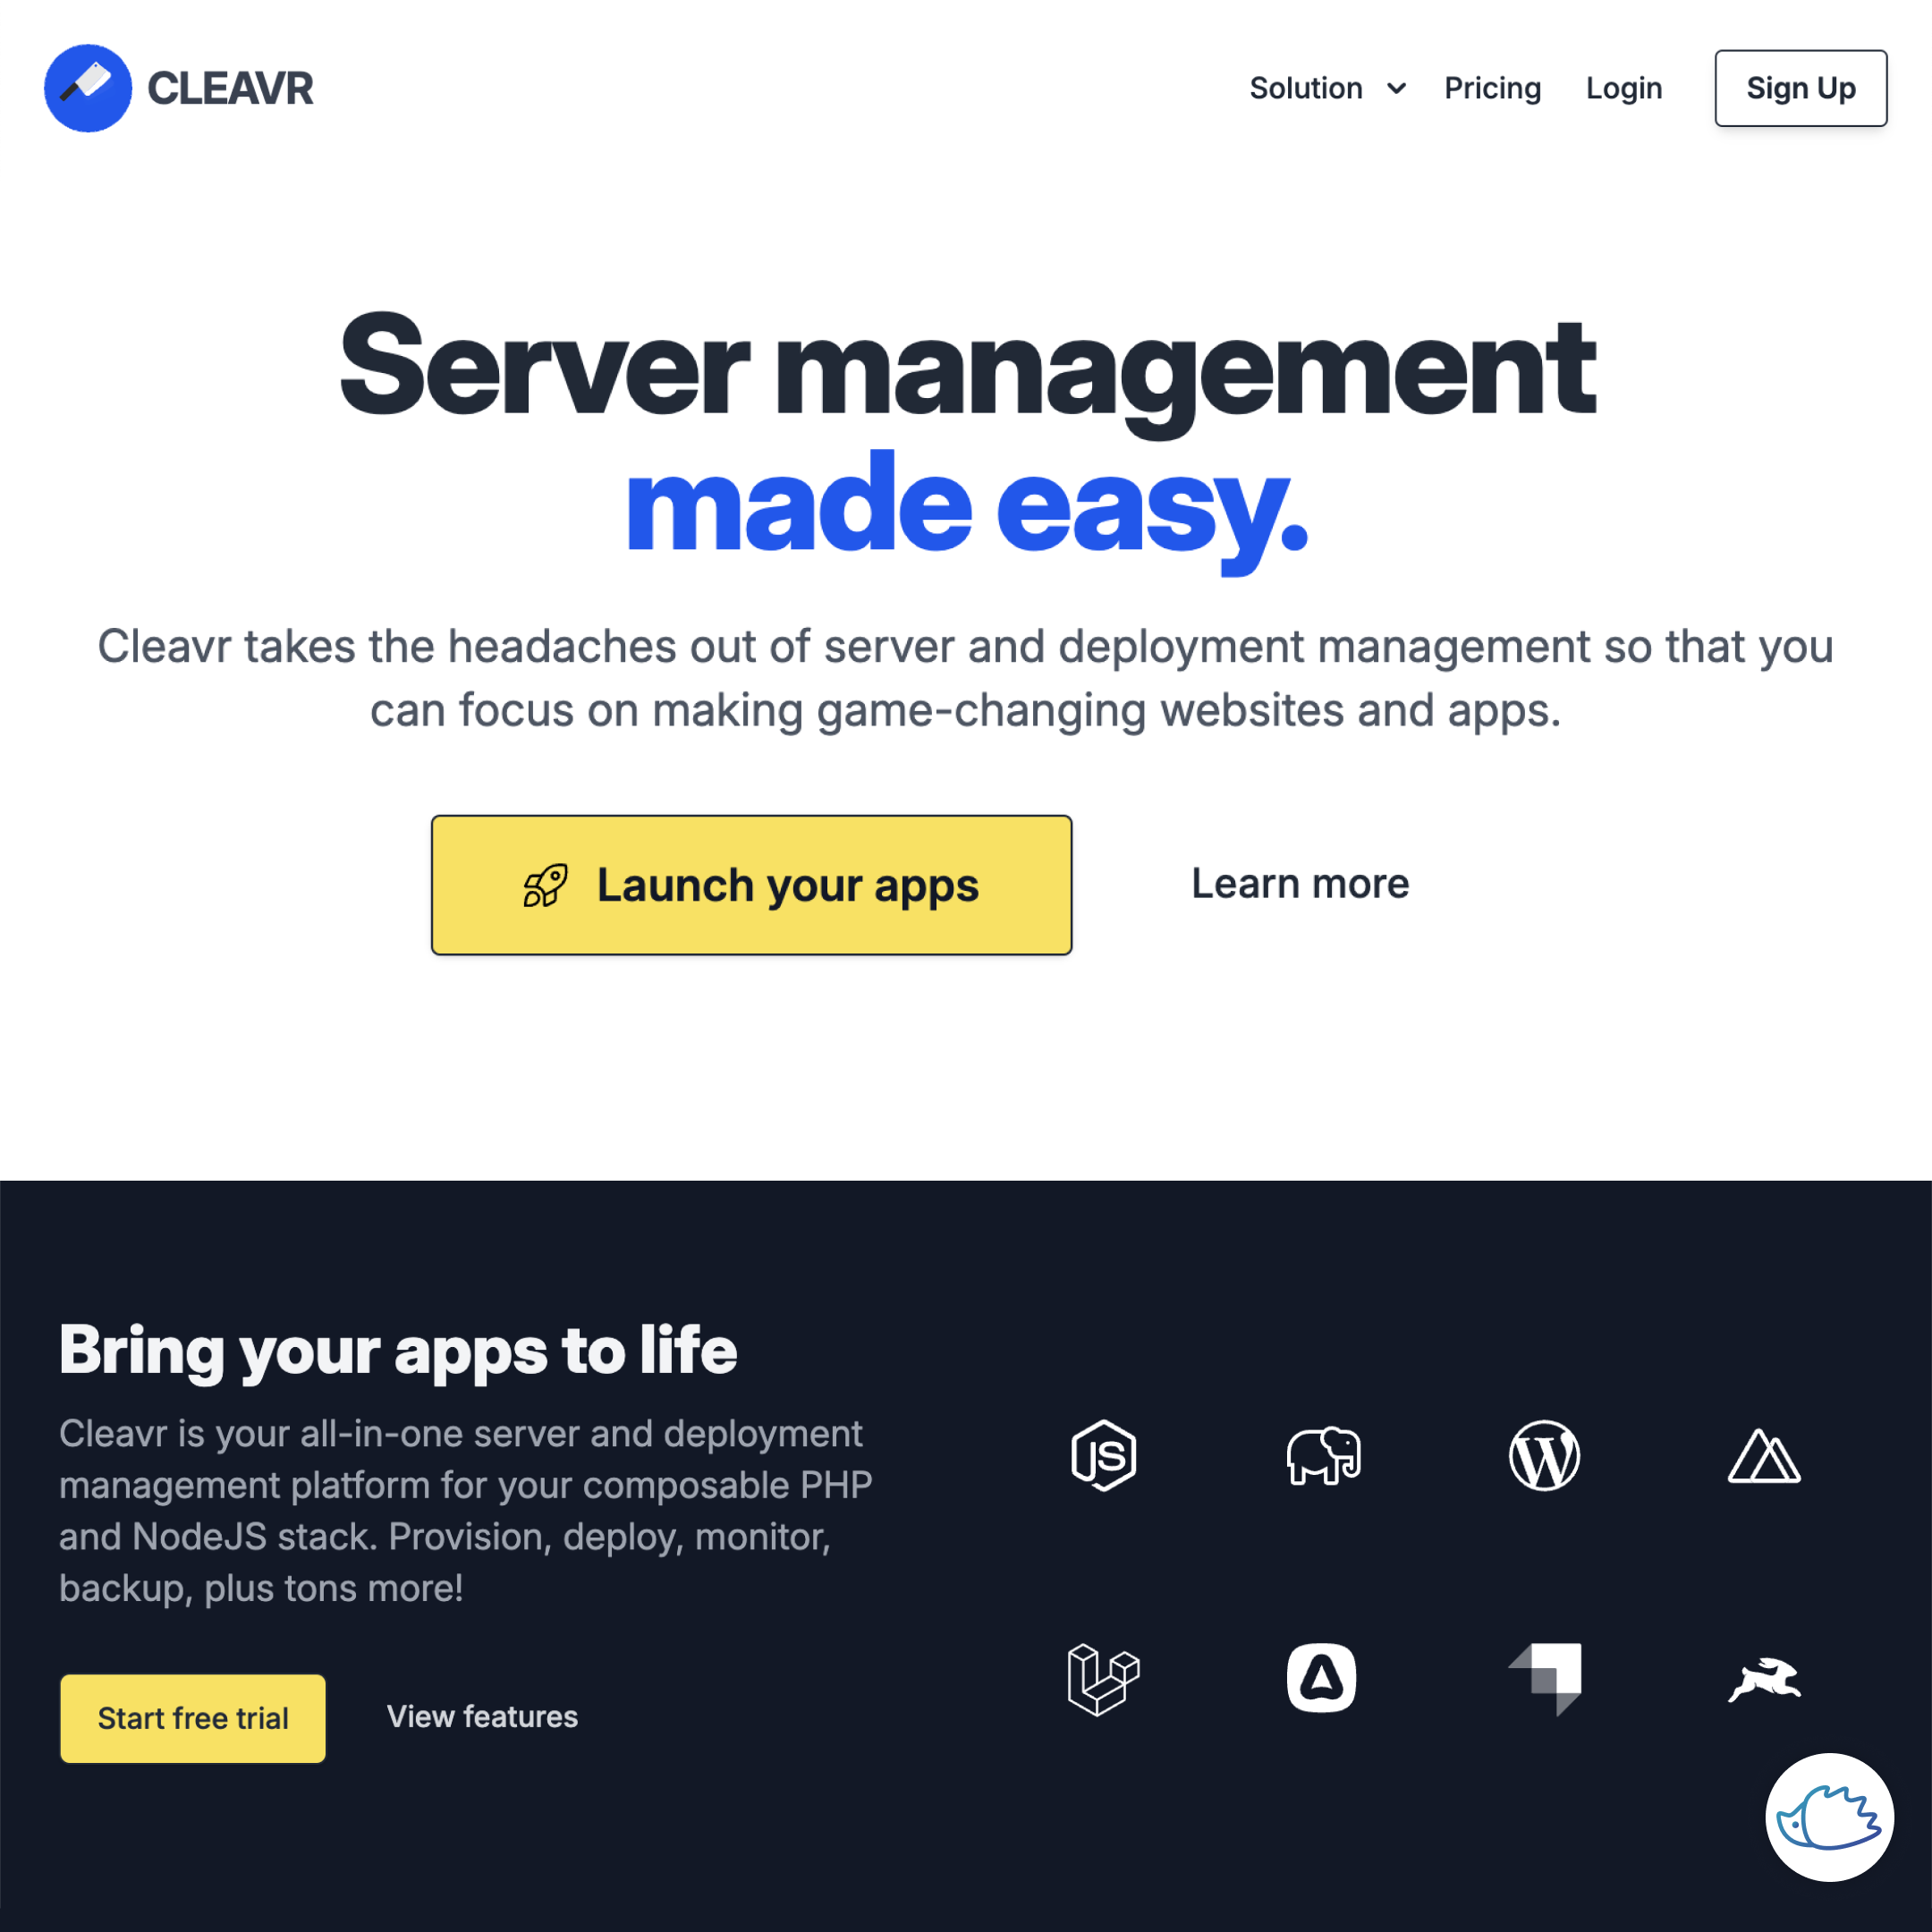 CLEAVR
Solution
Pricing
Login
Sign Up
Server management
made easy.
Cleavr takes the headaches out of server and deployment management so that you
can focus on making game-changing websites and apps.
Launch your apps
Learn more
Bring your apps to life
Cleavr is your all-in-one server and deployment
management platform for your composable PHP
and NodeJS stack. Provision, deploy, monitor,
backup, plus tons more!
Start free trial
View features
JS
W